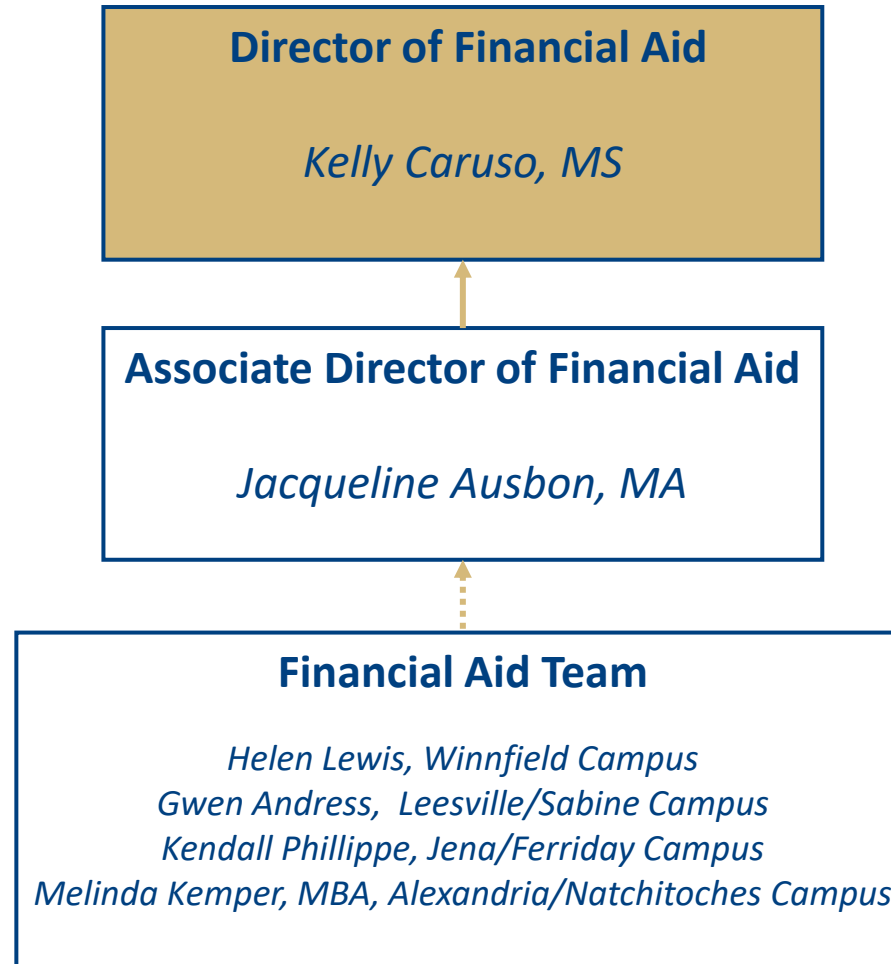 Director of Financial Aid
Kelly Caruso, MS
Associate Director of Financial Aid
Jacqueline Ausbon, MA
Financial Aid Team
Helen Lewis, Winnfield Campus
Gwen Andress,  Leesville/Sabine Campus
Kendall Phillippe, Jena/Ferriday Campus
Melinda Kemper, MBA, Alexandria/Natchitoches Campus